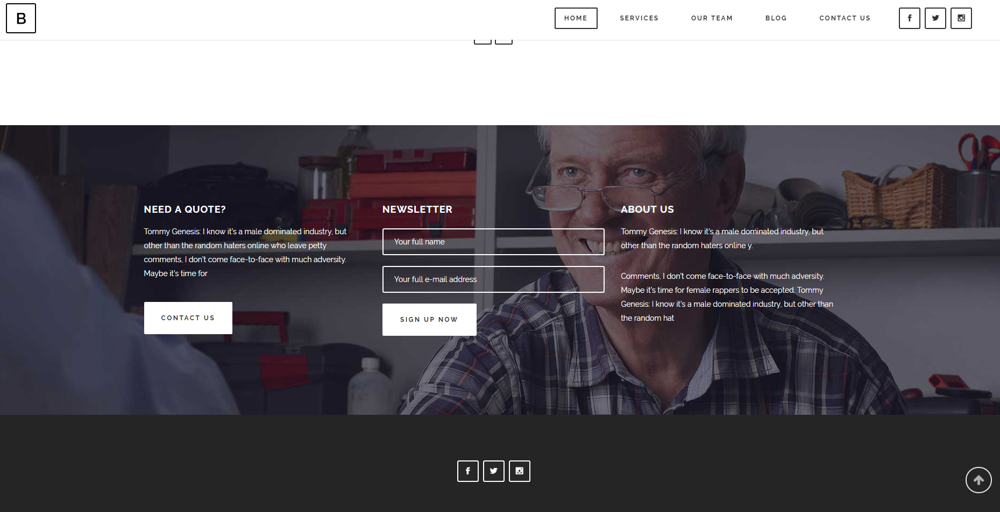 B
HOME SERVICES OUR TEAM BLOG CONTACT US
NEED A QUOTE?
Tommy Genesis: I know it's a male dominated industry, but
other than the random haters online who leave petty
comments, I don't come face-to-face with much adversity.
Maybe it's time for
CONTACT US
NEWSLETTER
Your full name
Your full e-mail address
SIGN UP NOW
ABOUT US
Tommy Genesis: I know it's a male dominated industry, but
other than the random haters online y.
Comments, I don't come face-to-face with much adversity.
Maybe it's time for female rappers to be accepted. Tommy
Genesis: I know it's a male dominated industry, but other than
the random hat